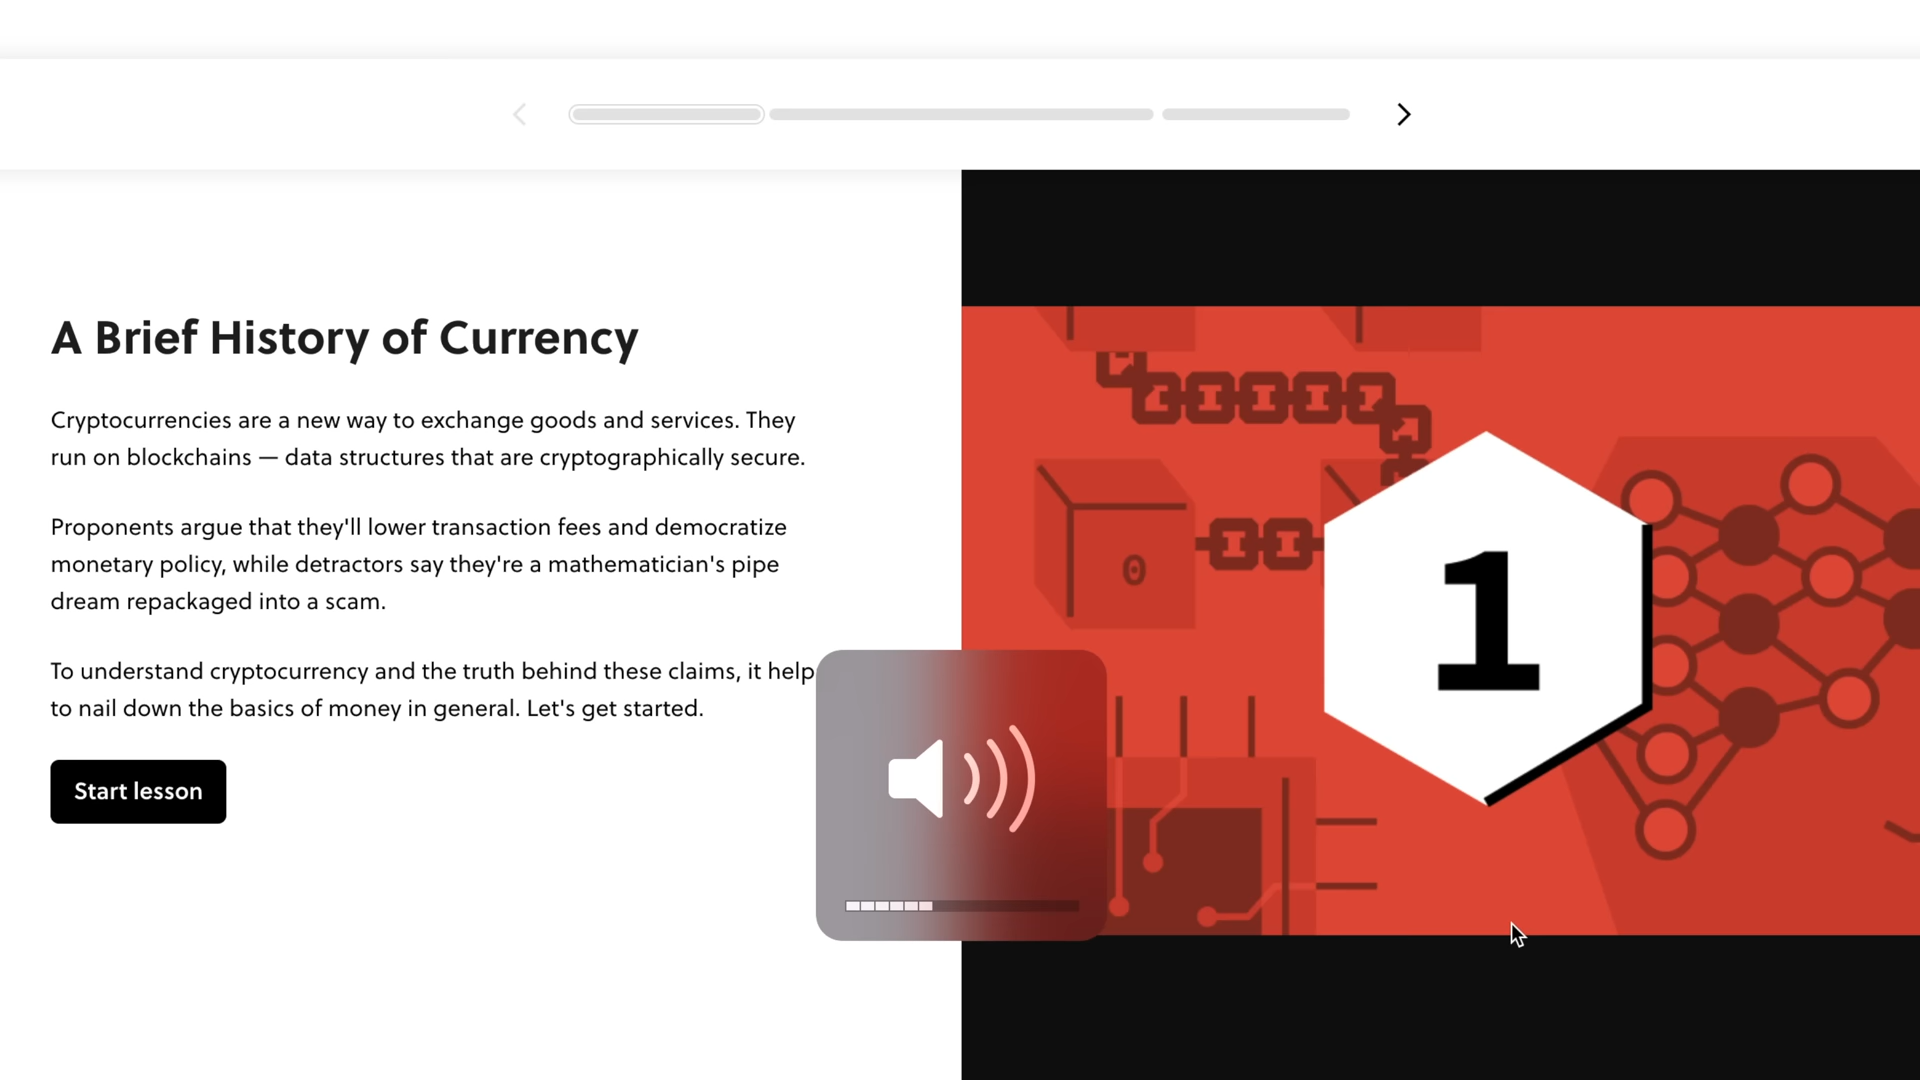 A Brief History of Currency
Cryptocurrencies are a new way to exchange goods and services. They
run on blockchains — data structures that are cryptographically secure.
Proponents argue that they'll lower transaction fees and democratize
monetary policy, while detractors say they're a mathematician's pipe
dream repackaged into a scam.
To understand cryptocurrency and the truth behind these claims, it help
to nail down the basics of money in general. Let's get started.
Start lesson
0
1